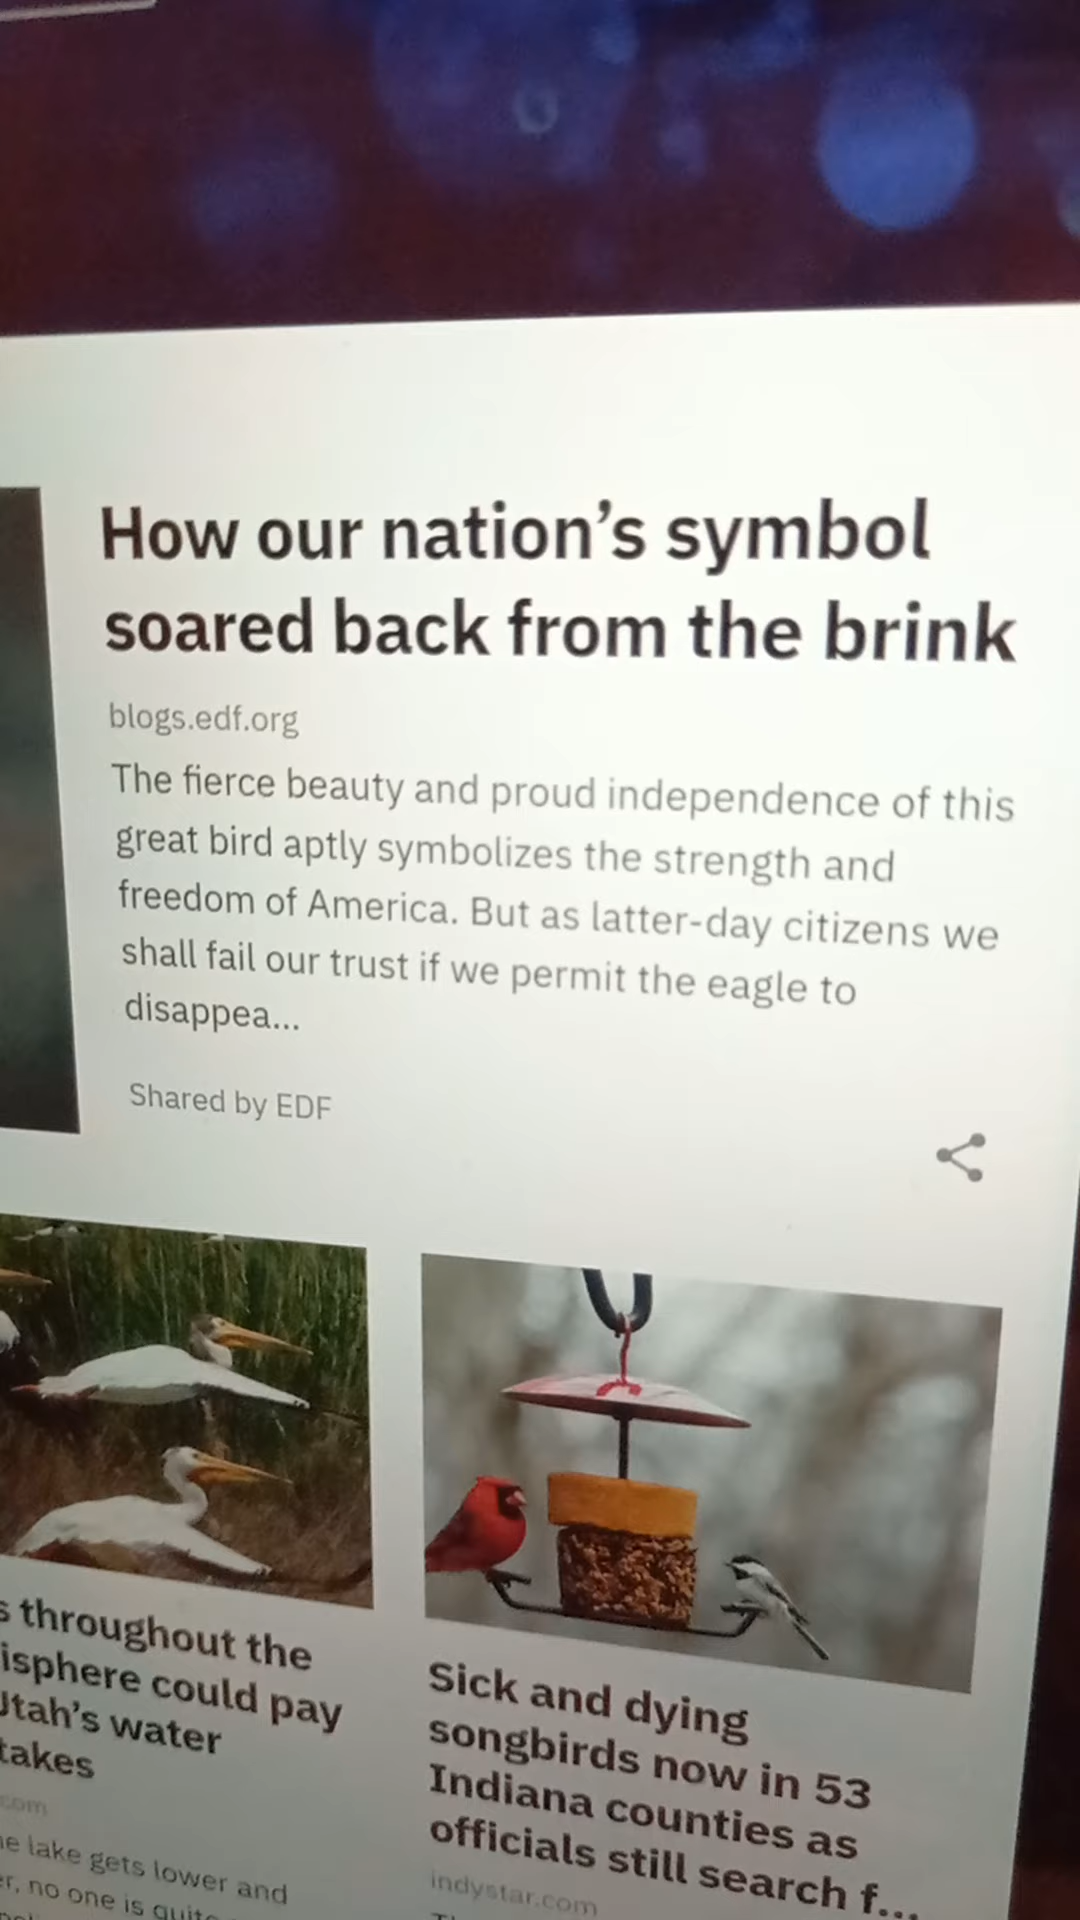 How our nation’s symbol
soared back from the brink
blogs.edf.org
The fierce beauty and proud independence of this
great bird aptly symbolizes the strength and
freedom of America. But as latter-day citizens we
shall fail our trust if we permit the eagle to
disappea...
Shared by EDF
throughout the
could pay
Utah’s water
com
lake gets lower and
no one is
Sick and dying
songbirds now in 53
Indiana counties as
officials still search f...
indystar.com